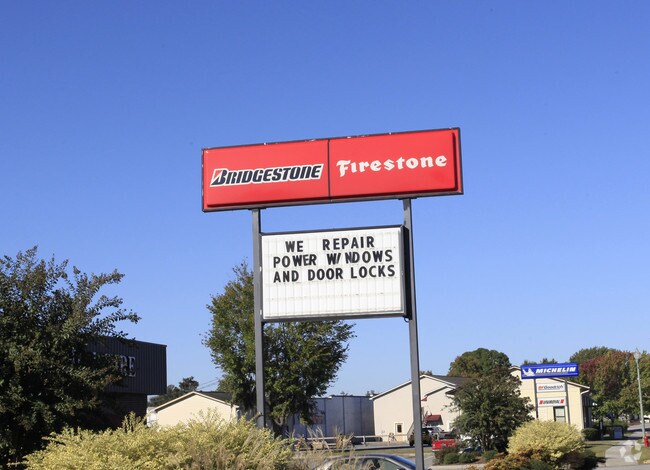 BRIDGESTONE Firestone
WE REPAIR
POWER WINDOWS
AND DOOR LOCKS
MICHELIN